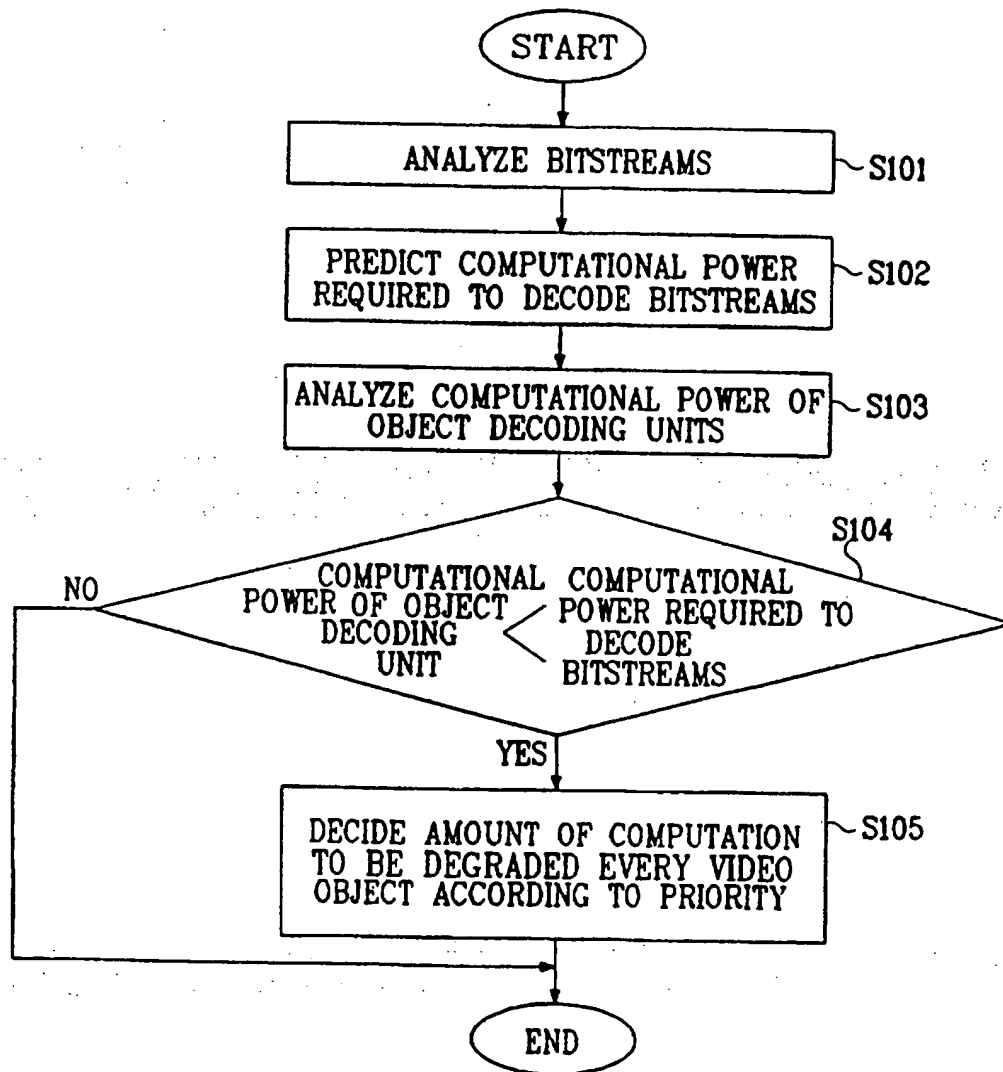 START
ANALYZE BITSTREAMS
S101
PREDICT COMPUTATIONAL POWER
REQUIRED TO DECODE BITSTREAMS
S102
ANALYZE COMPUTATIONAL POWER OF
OBJECT DECODING UNITS
S103
S104
NO
COMPUTATIONAL
POWER OF OBJECT
DECODING
UNIT
<
COMPUTATIONAL
POWER REQUIRED TO
DECODE
BITSTREAMS
YES
DECIDE AMOUNT OF COMPUTATION
TO BE DEGRADED EVERY VIDEO
OBJECT ACCORDING TO PRIORITY
S105
END